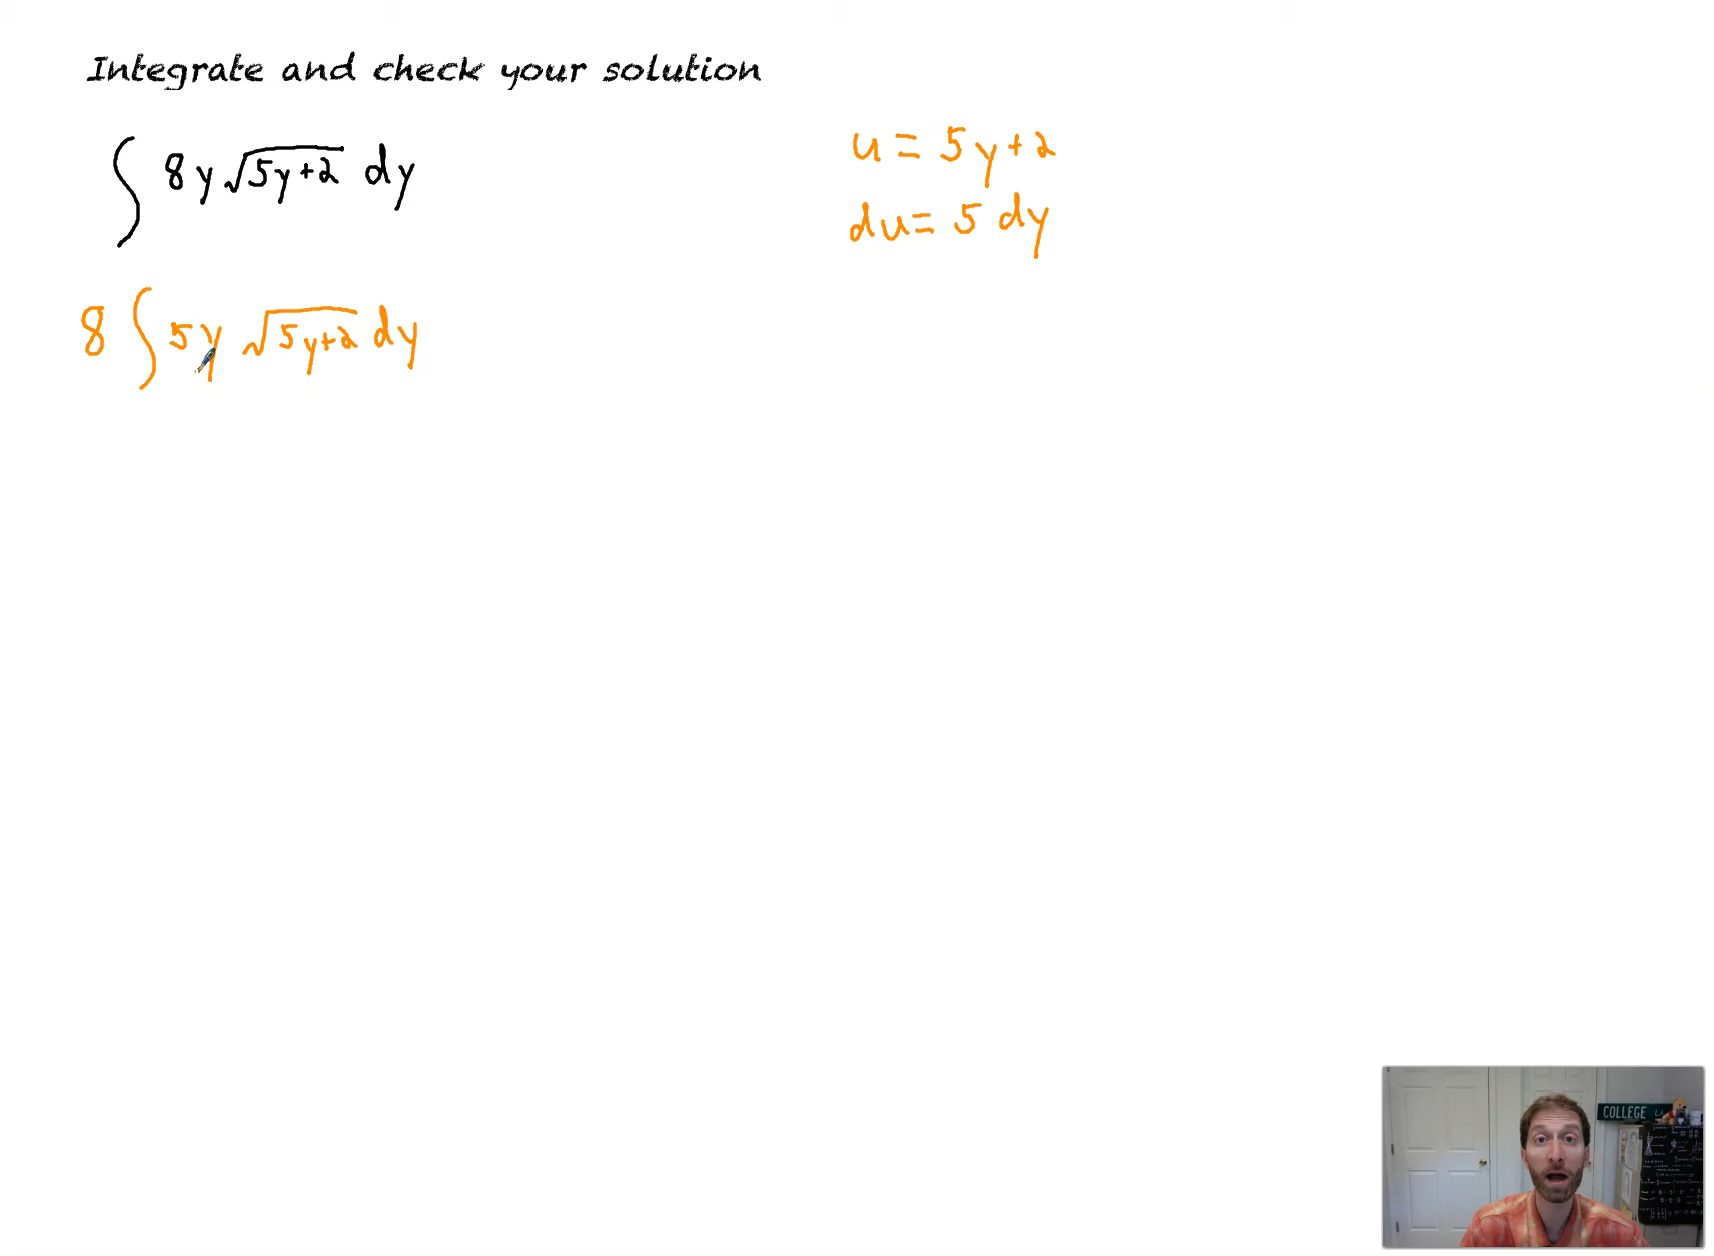 Integrate and check your solution
∫ 8y√(5y+2) dy
u = 5y+2
du = 5 dy
8 ∫ 5y √(5y+2) dy
COLLEGE